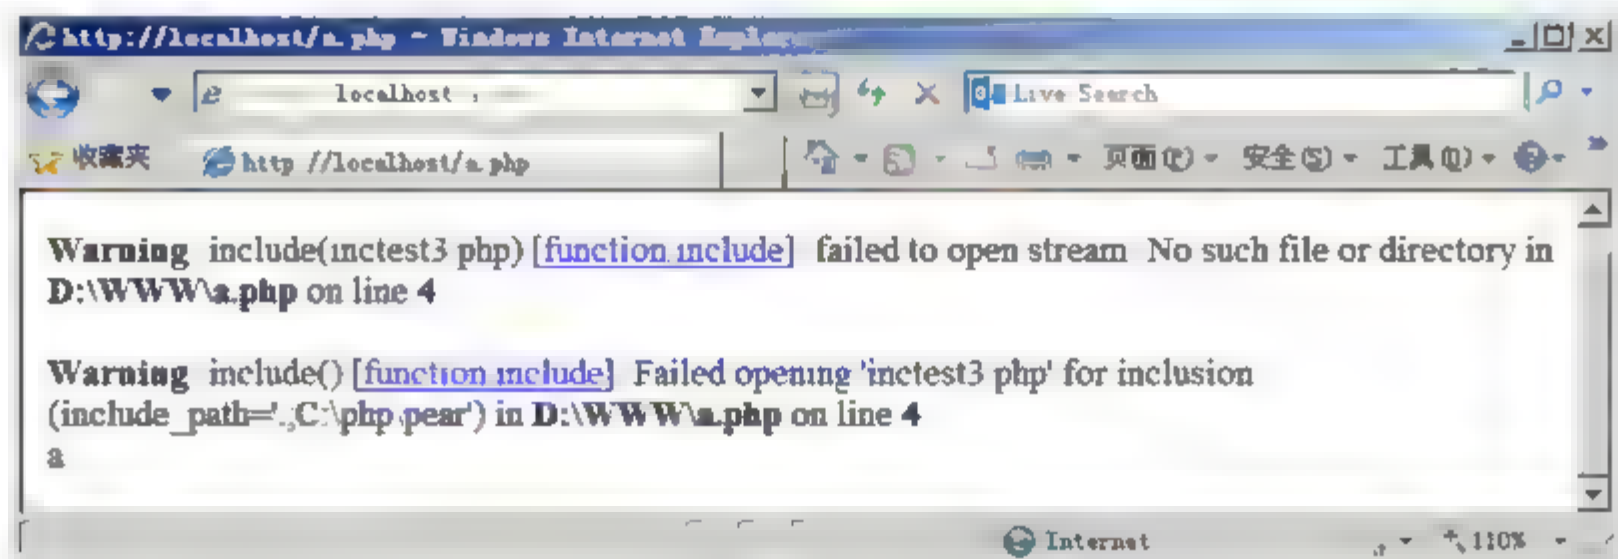 http://localhost/a.php - Windows Internet Explorer
localhost
Live Search
收藏夹 http //localhost/a.php 页面(P) 安全(S) 工具(O)
Warning include(inctest3 php) [function.include] failed to open stream No such file or directory in
D:\WWW\a.php on line 4
Warning include() [function include] Failed opening 'inctest3 php' for inclusion
(include_path='.;C:\php.pear') in D:\WWW\a.php on line 4
a
Internet 110%